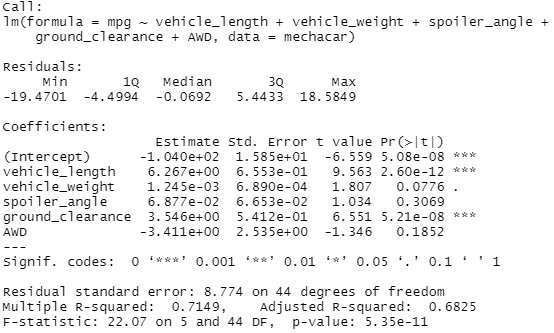 Call:
lm(formula = mpg ~ vehicle_length + vehicle_weight + spoiler_angle +
    ground_clearance + AWD, data = mechacar)
Residuals:
     Min       1Q   Median       3Q      Max
-19.4701  -4.4994  -0.0692   5.4433  18.5849
Coefficients:
                   Estimate Std. Error t value Pr(>|t|)
(Intercept)      -1.040e+02  1.585e+01  -6.559 5.08e-08 ***
vehicle_length    6.267e+00  6.553e-01   9.563 2.60e-12 ***
vehicle_weight    1.245e-03  6.890e-04   1.807   0.0776 .
spoiler_angle     6.877e-02  6.653e-02   1.034   0.3069
ground_clearance  3.546e+00  5.412e-01   6.551 5.21e-08 ***
AWD              -3.411e+00  2.535e+00  -1.346   0.1852
---
Signif. codes:  0 ‘***’ 0.001 ‘**’ 0.01 ‘*’ 0.05 ‘.’ 0.1 ‘ ’ 1
Residual standard error: 8.774 on 44 degrees of freedom
Multiple R-squared:  0.7149,    Adjusted R-squared:  0.6825
F-statistic: 22.07 on 5 and 44 DF,  p-value: 5.35e-11